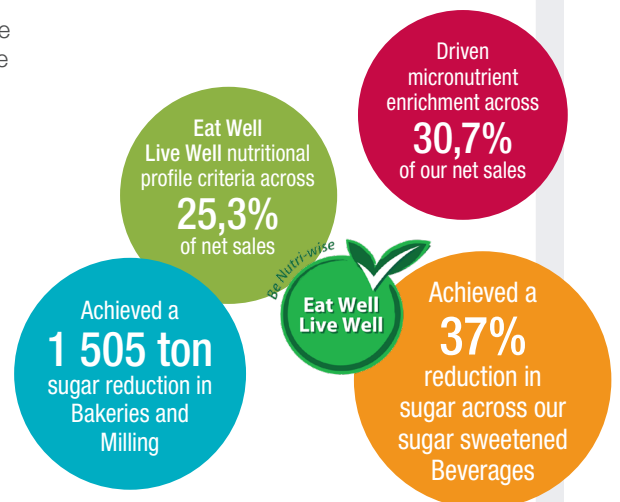 e
e
Driven
micronutrient
enrichment across
30,7%
of our net sales
Eat Well
Live Well nutritional
profile criteria across
25,3%
of net sales
Be Nutri-wise
Eat Well
Live Well
Achieved a
1 505 ton
sugar reduction in
Bakeries and
Milling
Achieved a
37%
reduction in
sugar across our
sugar sweetened
Beverages